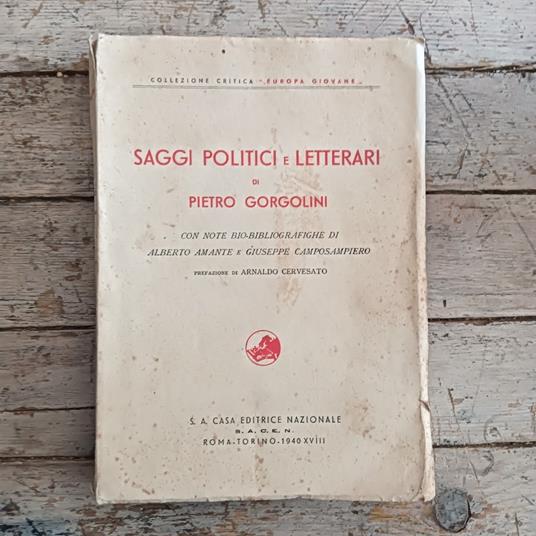 COLLEZIONE CRITICA "EUROPA GIOVANE„
SAGGI POLITICI E LETTERARI
DI
PIETRO GORGOLINI
CON NOTE BIO-BIBLIOGRAFIGHE DI
ALBERTO AMANTE E GIUSEPPE CAMPOSAMPIERO
PREFAZIONE DI ARNALDO CERVESATO
S. A. CASA EDITRICE NAZIONALE
S. A. C. E. N.
ROMA-TORINO-1940 XVIII